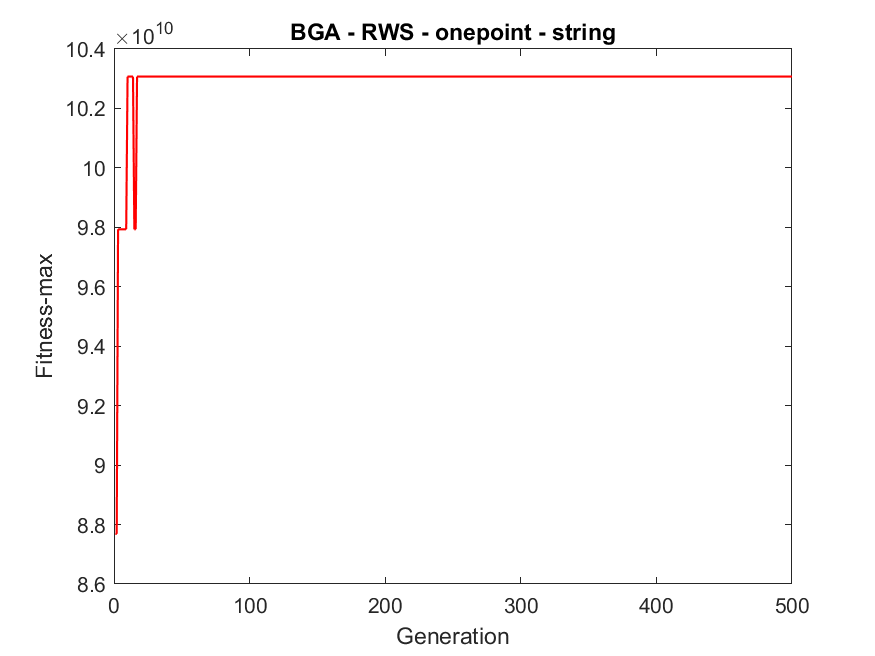 BGA - RWS - onepoint - string
×10^10
10.4
10.2
10
9.8
9.6
9.4
9.2
9
8.8
8.6
Fitness-max
0 100 200 300 400 500
Generation